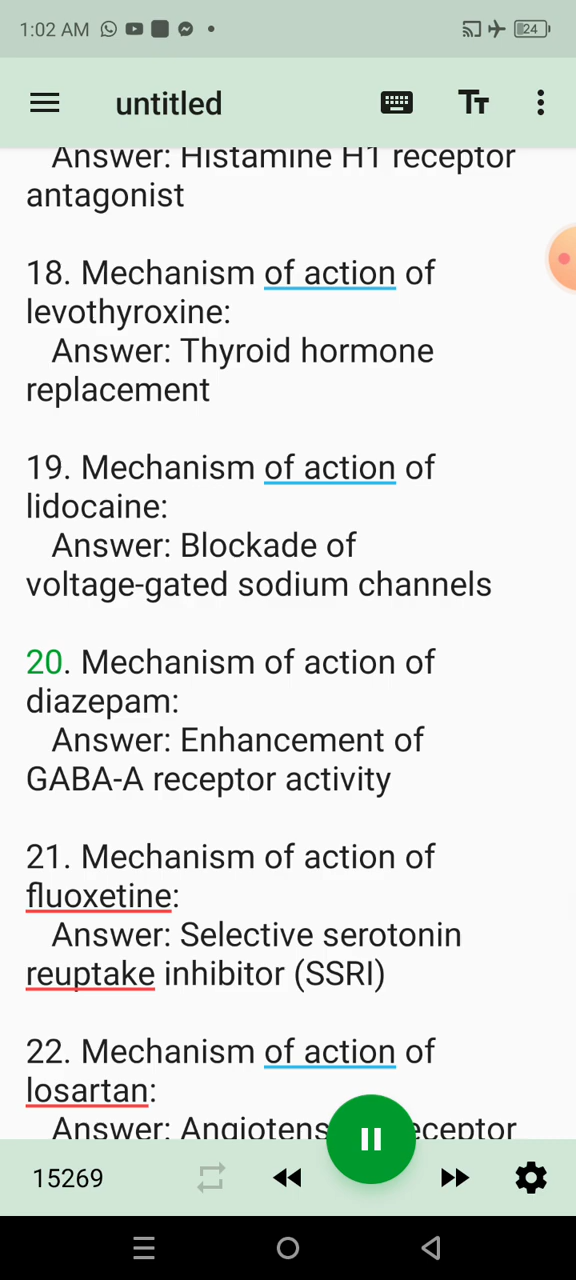 1:02 AM
24
untitled
Answer: Histamine H1 receptor
antagonist
18. Mechanism of action of
levothyroxine:
Answer: Thyroid hormone
replacement
19. Mechanism of action of
lidocaine:
Answer: Blockade of
voltage-gated sodium channels
20. Mechanism of action of
diazepam:
Answer: Enhancement of
GABA-A receptor activity
21. Mechanism of action of
fluoxetine:
Answer: Selective serotonin
reuptake inhibitor (SSRI)
22. Mechanism of action of
losartan:
Answer: Angiotens eceptor
15269